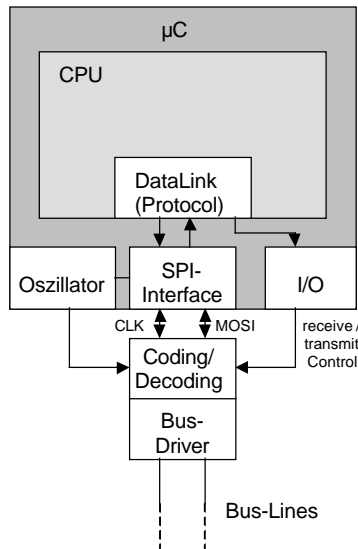 µC
CPU
DataLink
(Protocol)
Oszillator
SPI-
Interface
I/O
CLK
MOSI
receive /
transmit
Control
Coding/
Decoding
Bus-
Driver
Bus-Lines